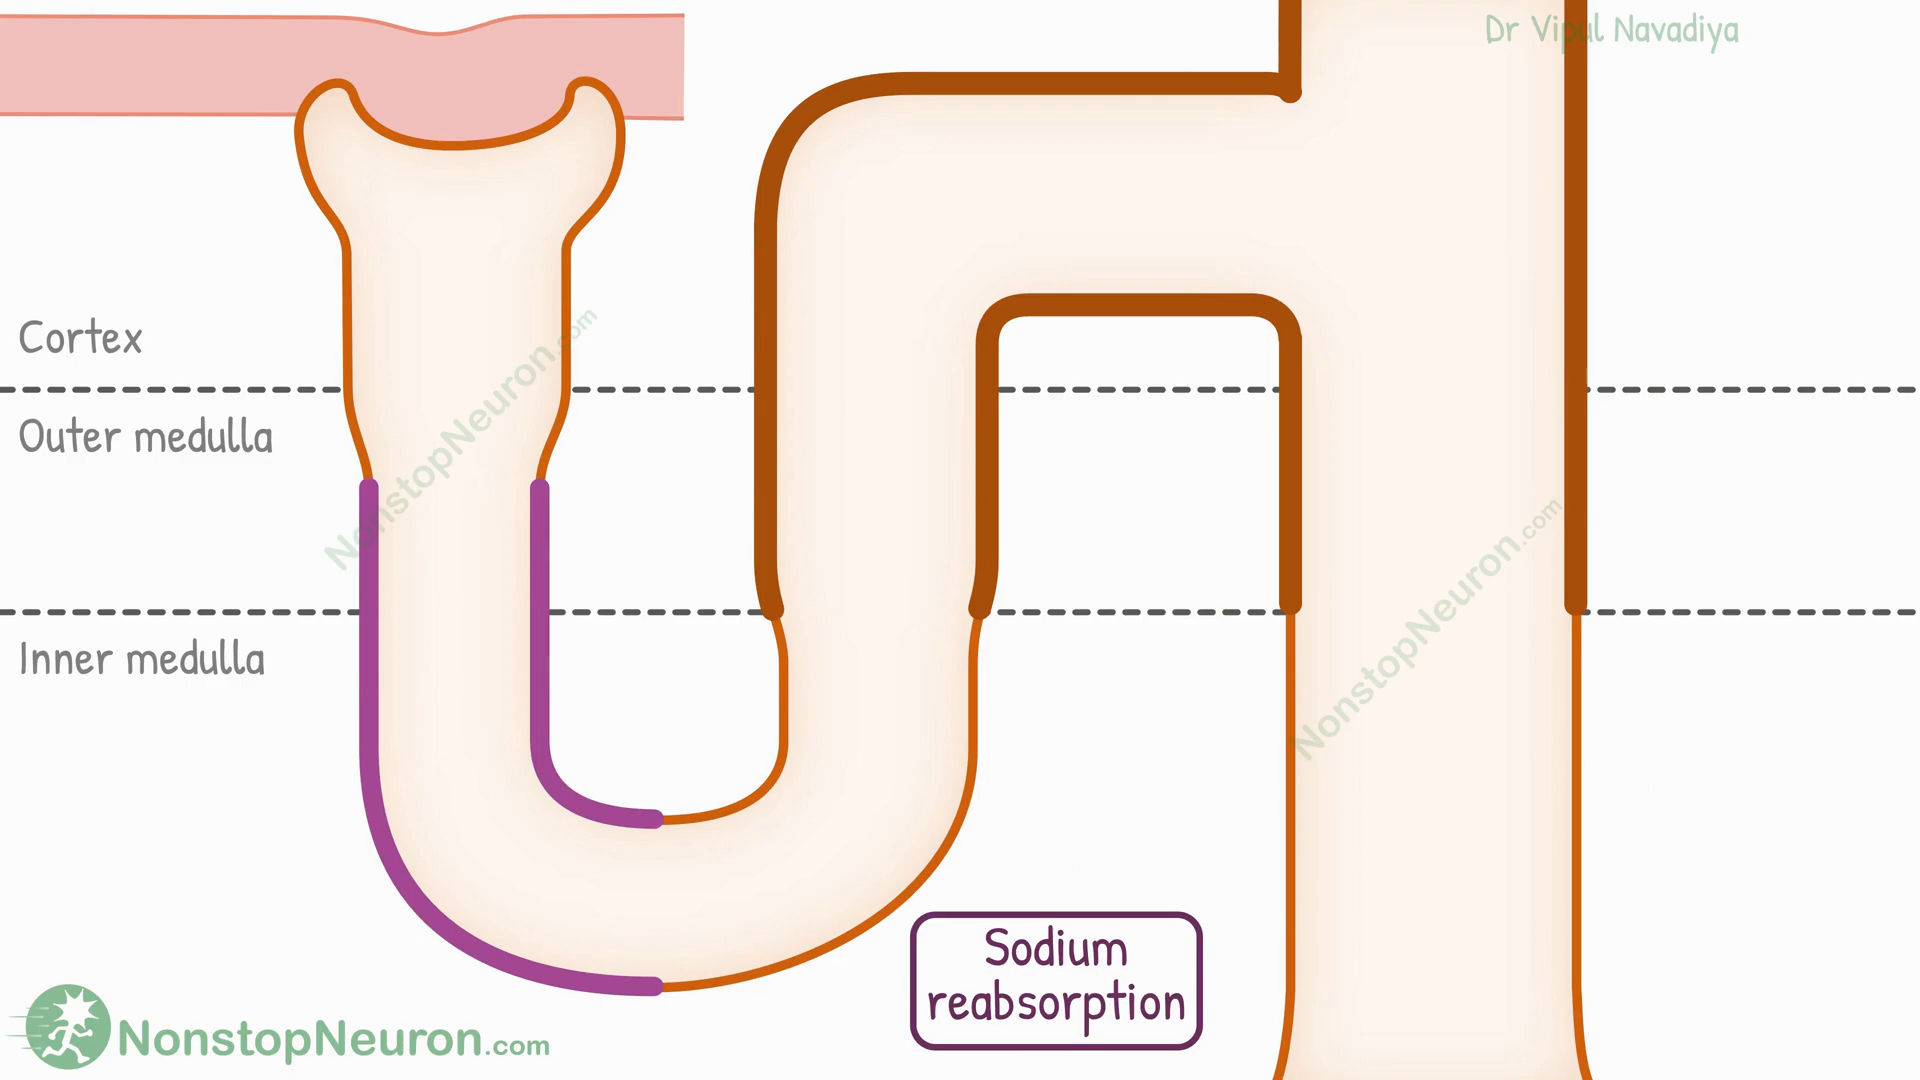 Dr Vipul Navadiya
Cortex
Outer medulla
Inner medulla
NonstopNeuron.com
NonstopNeuron.com
Sodium
reabsorption
NonstopNeuron.com